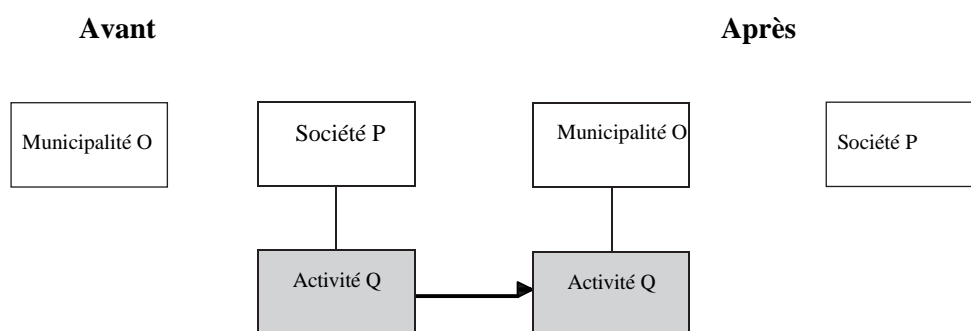 Avant
Après
Municipalité O
Société P
Municipalité O
Société P
Activité Q
Activité Q